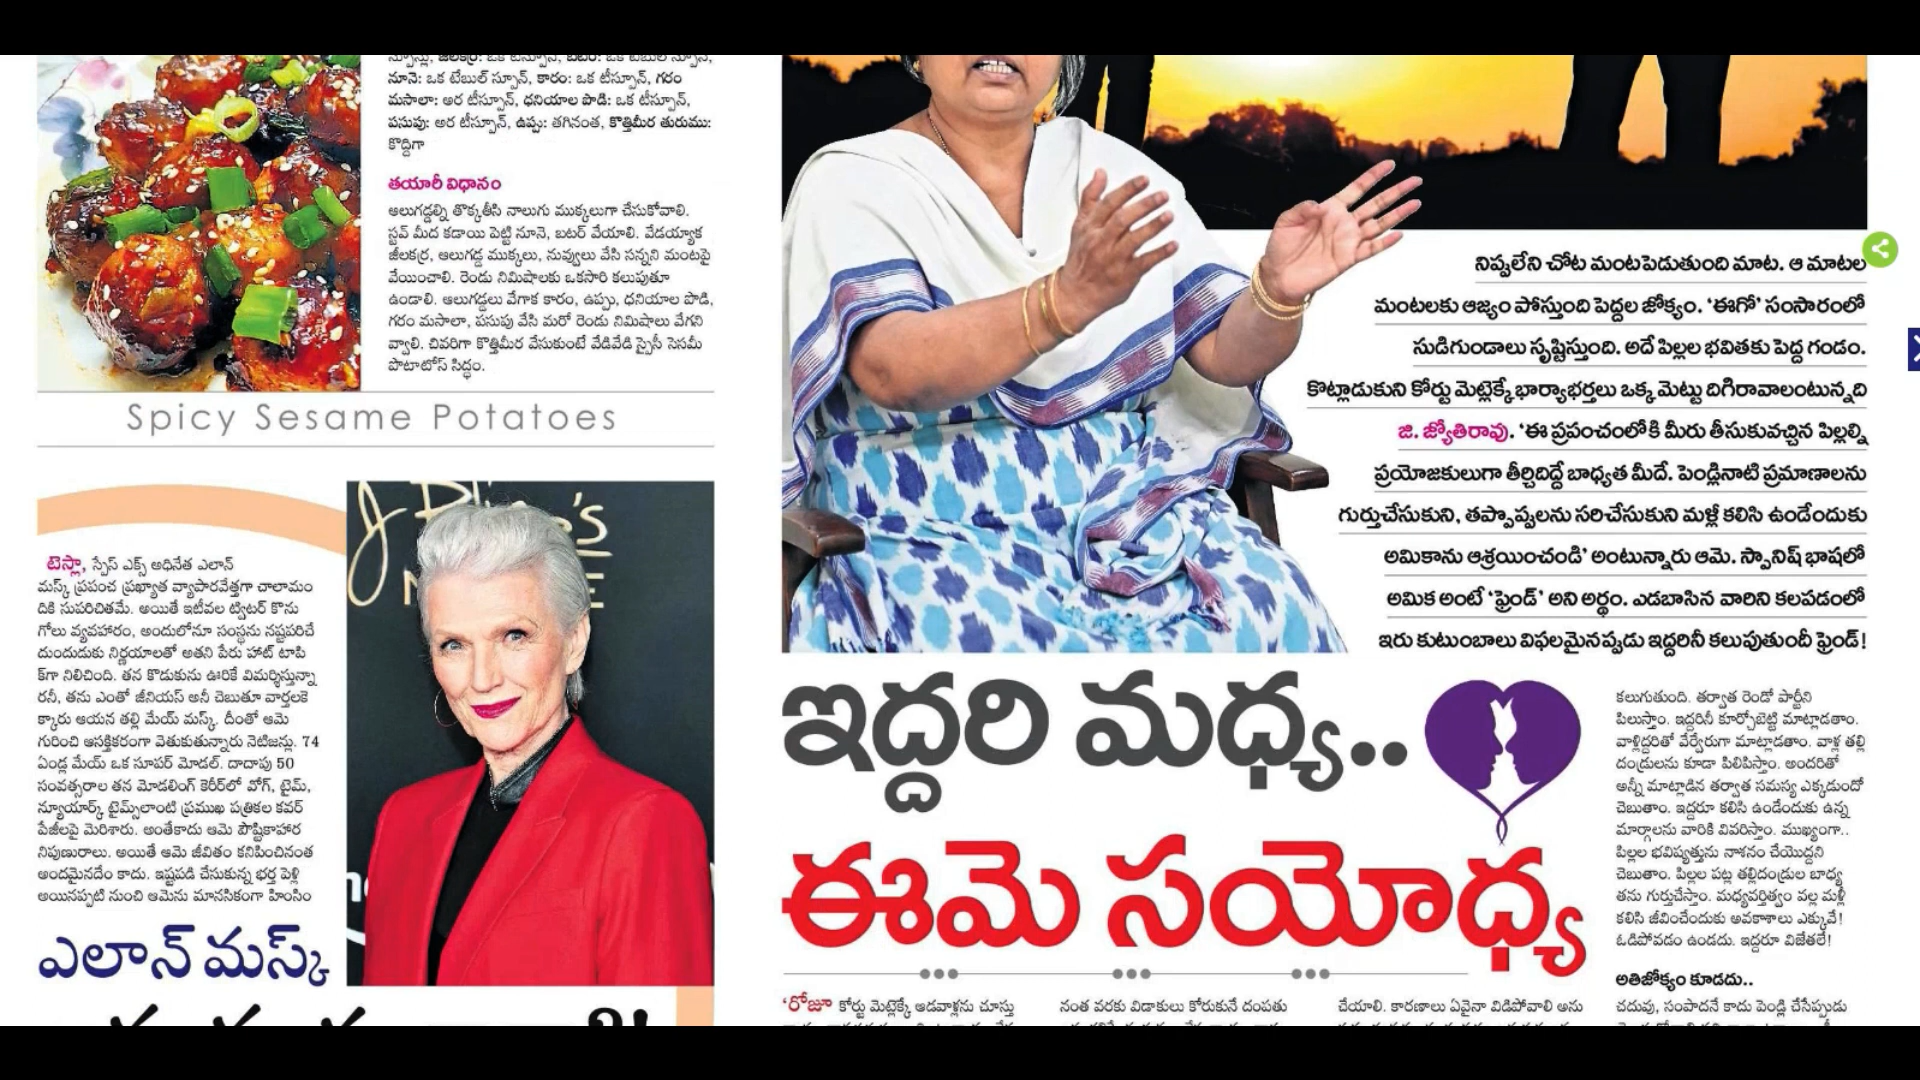 నూనె: ఒక టేబుల్ స్పూన్, కారం: ఒక టీస్పూన్, గరం
మసాలా: అర టీస్పూన్, ధనియాల పొడి: ఒక టీస్పూన్,
పసుపు: అర టీస్పూన్, ఉప్పు: తగినంత, కొత్తిమీర తురుము:
కొద్దిగా
తయారీ విధానం
అలుగడ్డల్ని తొక్కతీసి నాలుగు ముక్కలుగా చేసుకోవాలి.
స్టవ్ మీద కడాయి పెట్టి నూనె, బటర్ వేయాలి. వేడయ్యాక
జీలకర్ర, ఆలుగడ్డ ముక్కలు, నువ్వులు వేసి సన్నని మంటపై
వేయించాలి. రెండు నిమిషాలకు ఒకసారి కలుపుతూ
ఉండాలి. ఆలుగడ్డలు వేగాక కారం, ఉప్పు, ధనియాల పొడి,
గరం మసాలా, పసుపు వేసి మరో రెండు నిమిషాలు వేగని
వ్వాలి. చివరిగా కొత్తిమీర వేసుకుంటే వేడివేడి స్పైసీ సెసమీ
పొటాటోస్ సిద్ధం.
Spicy Sesame Potatoes
టెస్లా, స్పేస్ ఎక్స్ అధినేత ఎలాన్
మస్క్ ప్రపంచ ప్రఖ్యాత వ్యాపారవేత్తగా చాలామం
దికి సుపరిచితమే. అయితే ఇటీవల ట్విటర్ కొను
గోలు వ్యవహారం, అందులోనూ సంస్థను నష్టపరిచే
దుందుడుకు నిర్ణయాలతో అతని పేరు హాట్ టాపి
క్‌గా నిలిచింది. తన కొడుకును ఊరికే విమర్శిస్తున్నా
రనీ, తను ఎంతో జీనియస్ అనీ చెబుతూ వార్తలకె
క్కారు ఆయన తల్లి మేయ్ మస్క్. దీంతో ఆమె
గురించి ఆసక్తికరంగా వెతుకుతున్నారు నెటిజన్లు. 74
ఏండ్ల మేయ్ ఒక సూపర్ మోడల్. దాదాపు 50
సంవత్సరాల తన మోడలింగ్ కెరీర్‌లో వోగ్, టైమ్,
న్యూయార్క్ టైమ్స్‌లాంటి ప్రముఖ పత్రికల కవర్
పేజీలపై మెరిశారు. అంతేకాదు ఆమె పౌష్టికాహార
నిపుణురాలు. అయితే ఆమె జీవితం కనిపించినంత
అందమైనదేం కాదు. ఇష్టపడి చేసుకున్న భర్త పెళ్లి
అయినప్పటి నుంచి ఆమెను మానసికంగా హింసిం
ఎలాన్ మస్క్
నిప్పులేని చోట మంటపెడుతుంది మాట. ఆ మాటల
మంటలకు ఆజ్యం పోస్తుంది పెద్దల జోక్యం. ‘ఈగో’ సంసారంలో
సుడిగుండాలు సృష్టిస్తుంది. అదే పిల్లల భవితకు పెద్ద గండం.
కొట్లాడుకుని కోర్టు మెట్లెక్కే భార్యాభర్తలు ఒక్క మెట్టు దిగిరావాలంటున్నది
జి. జ్యోతిరావు. ‘ఈ ప్రపంచంలోకి మీరు తీసుకువచ్చిన పిల్లల్ని
ప్రయోజకులుగా తీర్చిదిద్దే బాధ్యత మీదే. పెండ్లినాటి ప్రమాణాలను
గుర్తుచేసుకుని, తప్పొప్పులను సరిచేసుకుని మళ్లీ కలిసి ఉండేందుకు
అమికాను ఆశ్రయించండి’ అంటున్నారు ఆమె. స్పానిష్ భాషలో
అమిక అంటే ‘ఫ్రెండ్’ అని అర్థం. ఎడబాసిన వారిని కలపడంలో
ఇరు కుటుంబాలు విఫలమైనప్పుడు ఇద్దరినీ కలుపుతుందీ ఫ్రెండ్!
ఇద్దరి మధ్య..
ఈమె సయోధ్య
‘రోజూ కోర్టు మెట్లెక్కే ఆడవాళ్లను చూస్తు
నంత వరకు విడాకులు కోరుకునే దంపతు
చేయాలి. కారణాలు ఏవైనా విడిపోవాలి అను
కలుగుతుంది. తర్వాత రెండో పార్టీని
పిలుస్తాం. ఇద్దరినీ కూర్చోబెట్టి మాట్లాడతాం.
వాళ్లిద్దరితో వేర్వేరుగా మాట్లాడతాం. వాళ్ల తల్లి
దండ్రులను కూడా పిలిపిస్తాం. అందరితో
అన్నీ మాట్లాడిన తర్వాత సమస్య ఎక్కడుందో
చెబుతాం. ఇద్దరూ కలిసి ఉండేందుకు ఉన్న
మార్గాలను వారికి వివరిస్తాం. ముఖ్యంగా..
పిల్లల భవిష్యత్తును నాశనం చేయొద్దని
చెబుతాం. పిల్లల పట్ల తల్లిదండ్రుల బాధ్య
తను గుర్తుచేస్తాం. మధ్యవర్తిత్వం వల్ల మళ్లీ
కలిసి జీవించేందుకు అవకాశాలు ఎక్కువే!
ఓడిపోవడం ఉండదు. ఇద్దరూ విజేతలే!
అతిజోక్యం కూడదు..
చదువు, సంపాదనే కాదు పెండ్లి చేసేప్పుడు